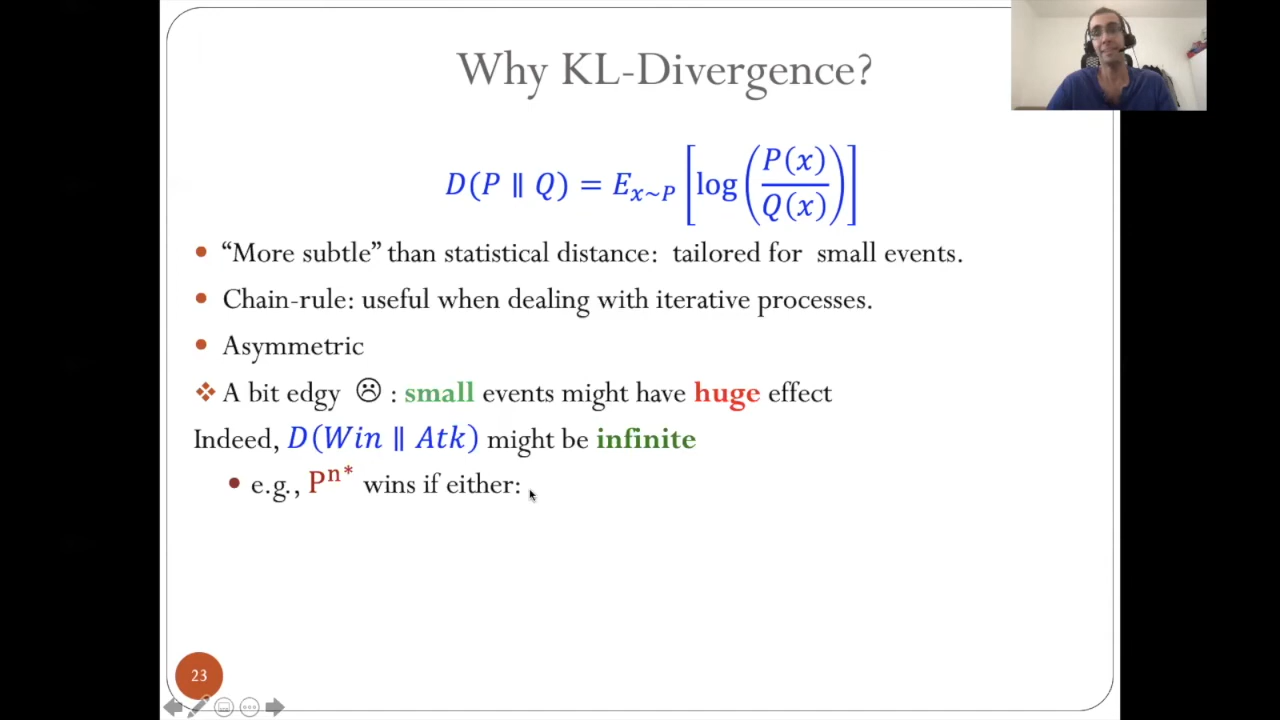 Why KL-Divergence?
D(P ∥ Q) = E_{x~P} [log(P(x)/Q(x))]
• “More subtle” than statistical distance: tailored for small events.
• Chain-rule: useful when dealing with iterative processes.
• Asymmetric
❖ A bit edgy ☹ : small events might have huge effect
Indeed, D(Win ∥ Atk) might be infinite
• e.g., P^{n*} wins if either:
23